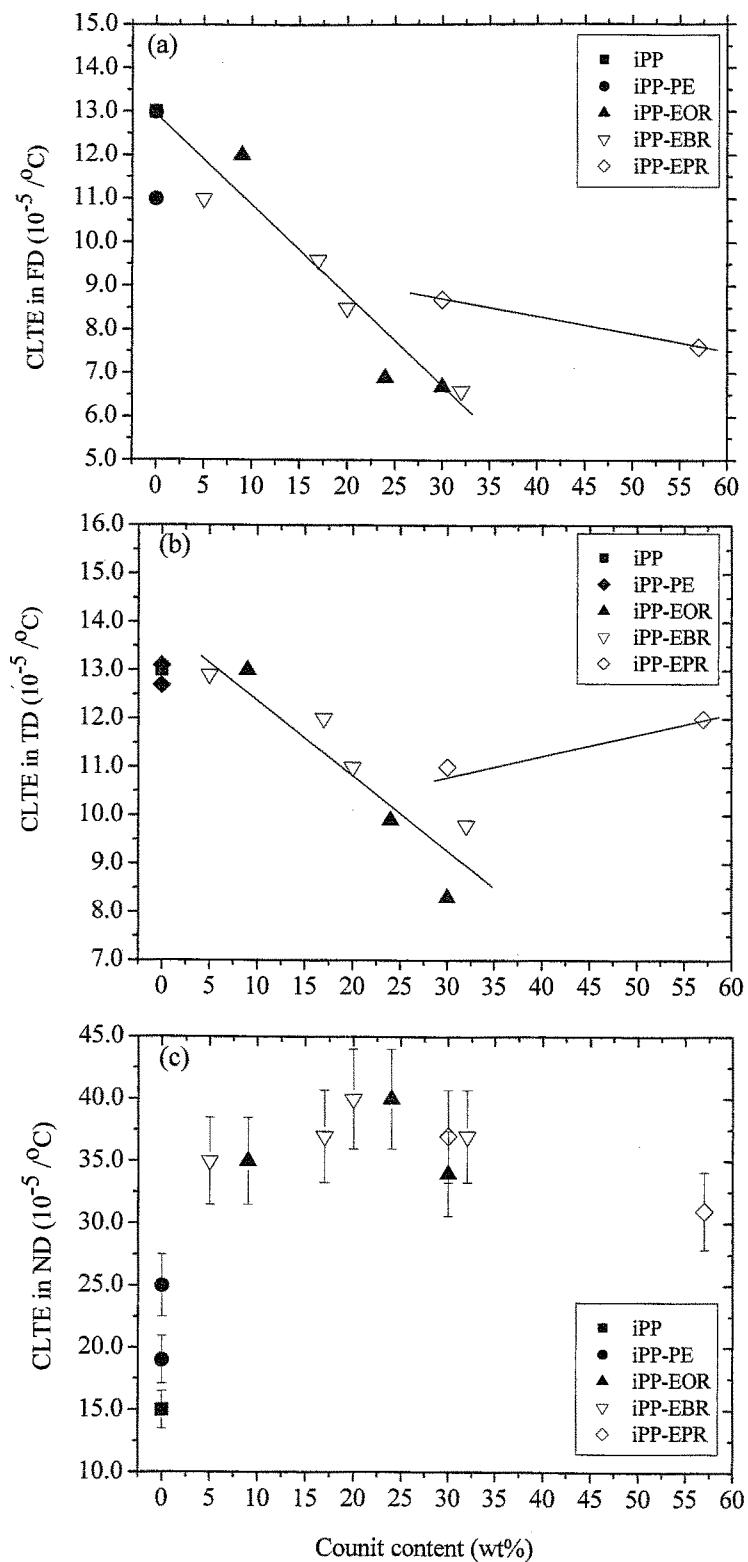 (a)
15.0
14.0
13.0
12.0
11.0
10.0
9.0
8.0
7.0
6.0
5.0
CLTE in FD (10⁻⁵ /ºC)
iPP
iPP-PE
iPP-EOR
iPP-EBR
iPP-EPR
0 5 10 15 20 25 30 35 40 45 50 55 60
(b)
16.0
15.0
14.0
13.0
12.0
11.0
10.0
9.0
8.0
7.0
CLTE in TD (10⁻⁵ /ºC)
iPP
iPP-PE
iPP-EOR
iPP-EBR
iPP-EPR
0 5 10 15 20 25 30 35 40 45 50 55 60
(c)
45.0
40.0
35.0
30.0
25.0
20.0
15.0
10.0
CLTE in ND (10⁻⁵ /ºC)
iPP
iPP-PE
iPP-EOR
iPP-EBR
iPP-EPR
0 5 10 15 20 25 30 35 40 45 50 55 60
Counit content (wt%)